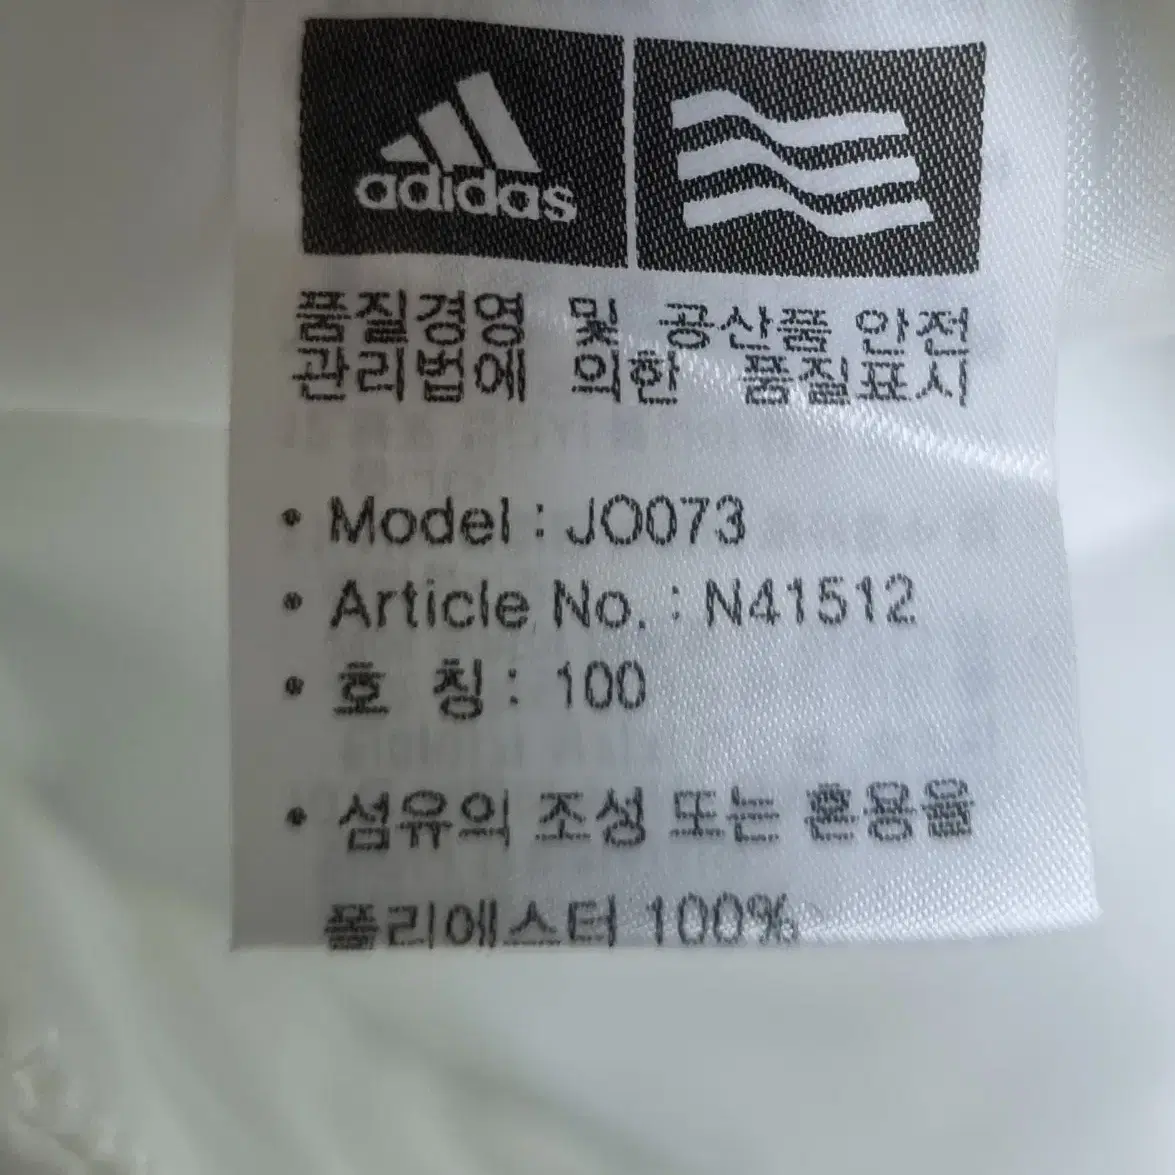 adidas
품질경영 및 공산품 안전
관리법에 의한 품질표시
• Model : JO073
• Article No. : N41512
• 호 칭 : 100
• 섬유의 조성 또는 혼용율
폴리에스터 100%